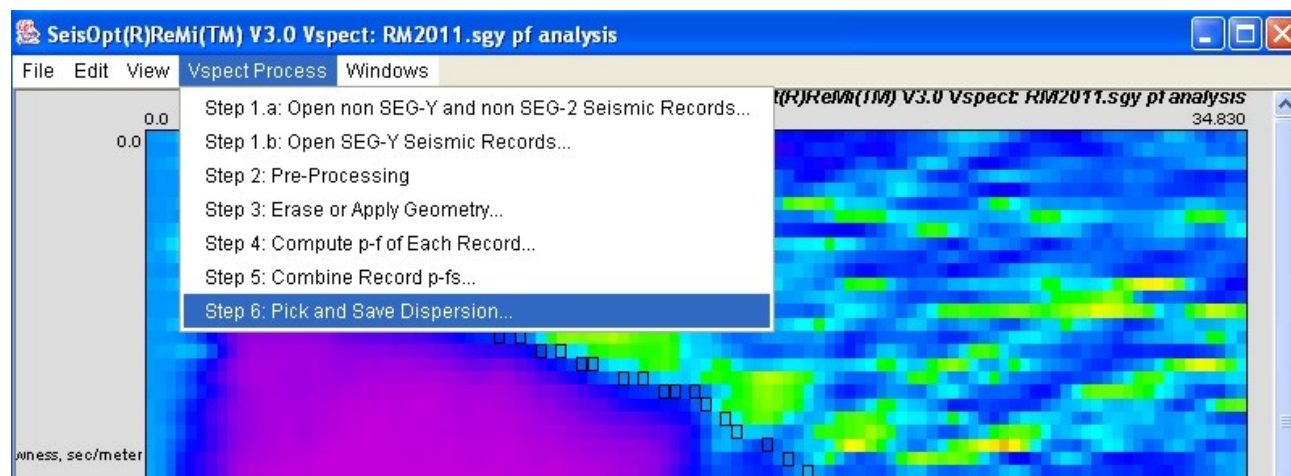 SeisOpt(R)ReMi(TM) V3.0 Vspect: RM2011.sgy pf analysis
File Edit View Vspect Process Windows
t(R)ReMi(TM) V3.0 Vspect: RM2011.sgy pf analysis
0.0 34.830
0.0
Step 1.a: Open non SEG-Y and non SEG-2 Seismic Records...
Step 1.b: Open SEG-Y Seismic Records...
Step 2: Pre-Processing
Step 3: Erase or Apply Geometry...
Step 4: Compute p-f of Each Record...
Step 5: Combine Record p-fs...
Step 6: Pick and Save Dispersion...
wness, sec/meter